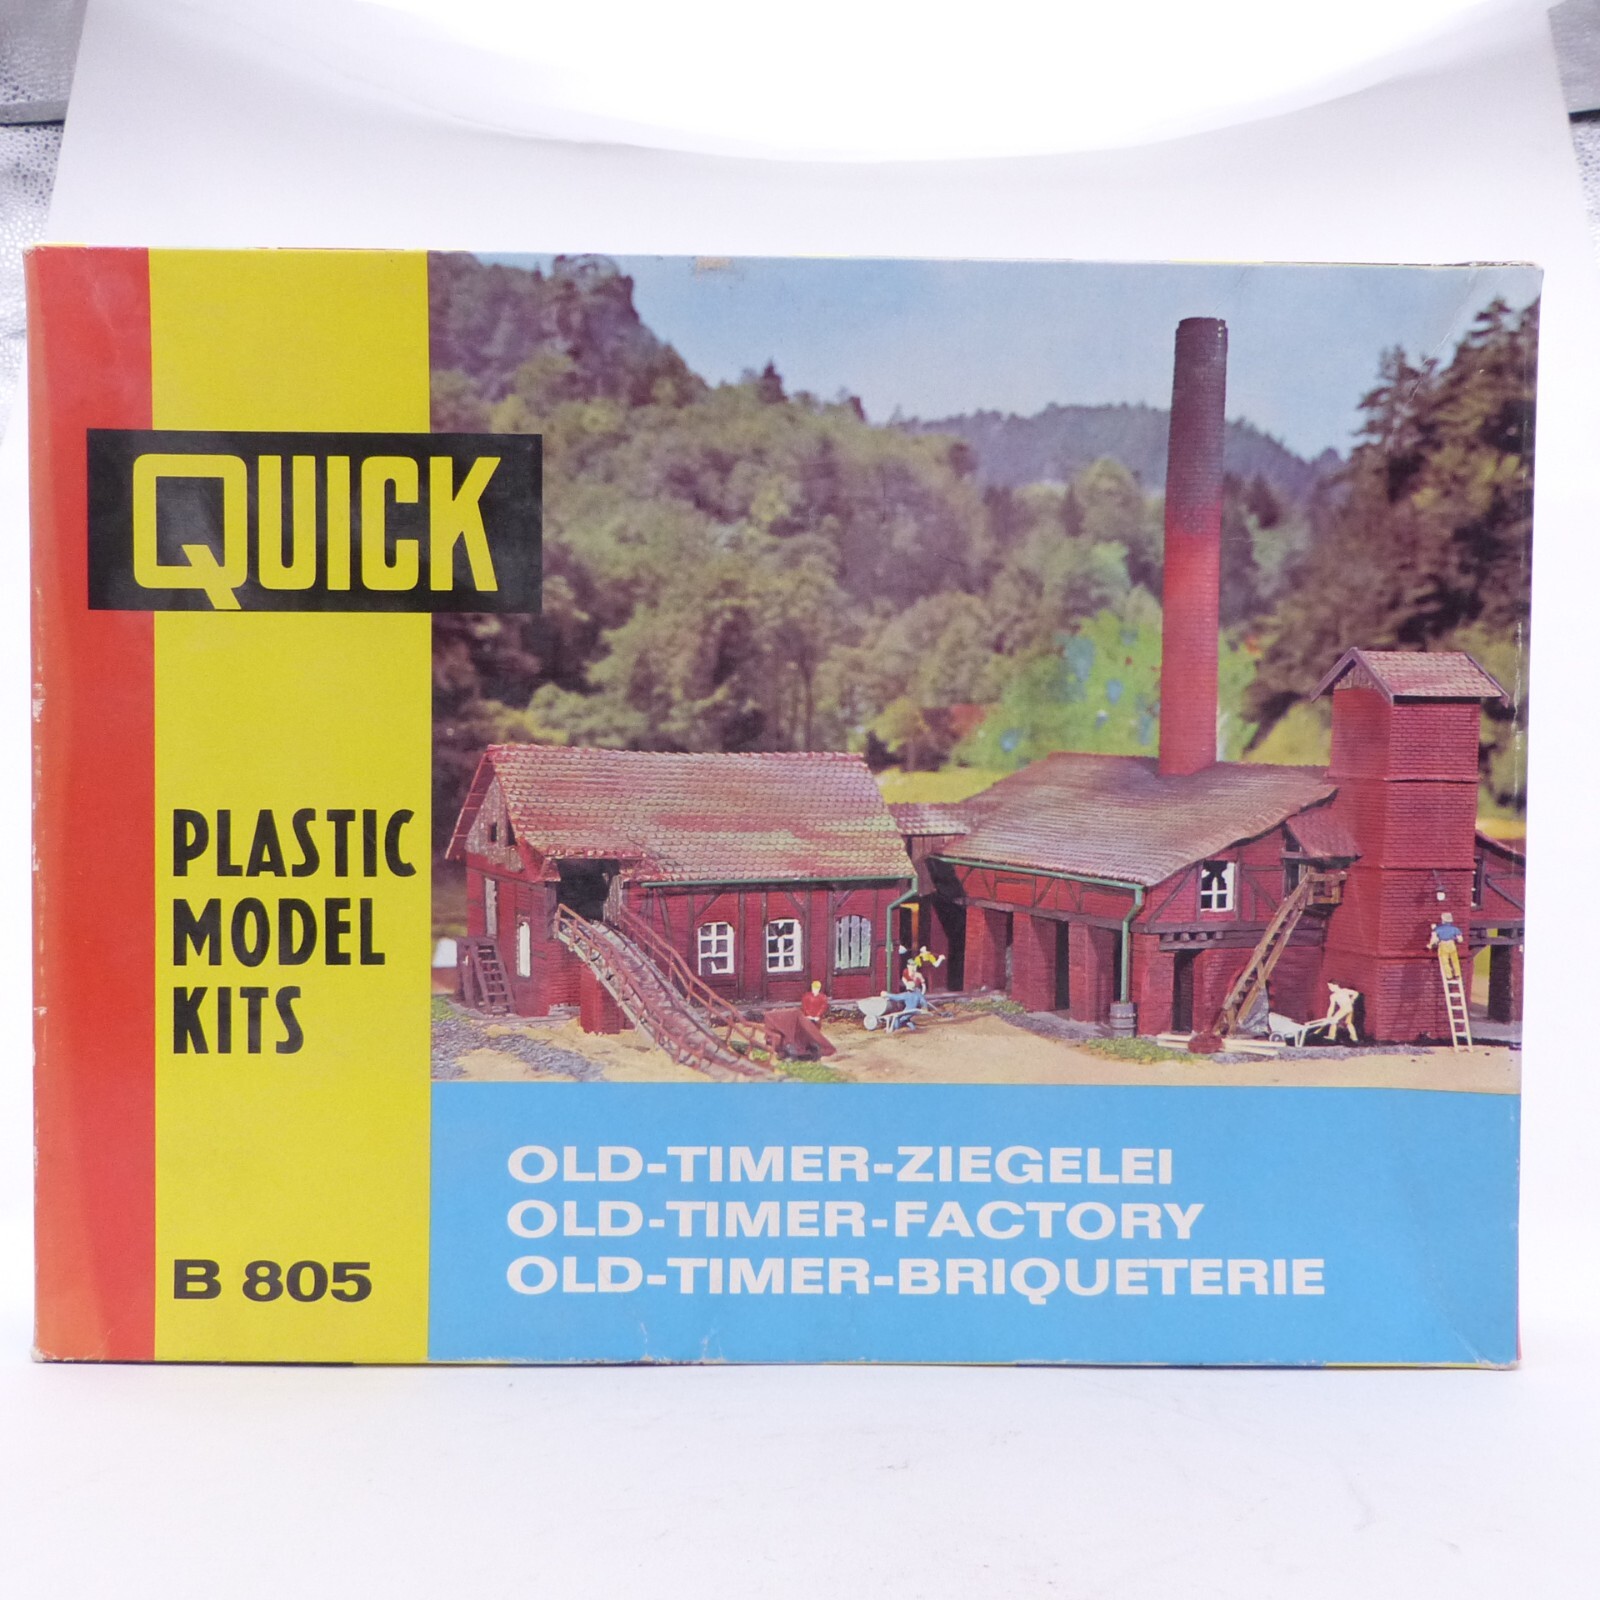 QUICK
PLASTIC
MODEL
KITS
B 805
OLD-TIMER-ZIEGELEI
OLD-TIMER-FACTORY
OLD-TIMER-BRIQUETERIE